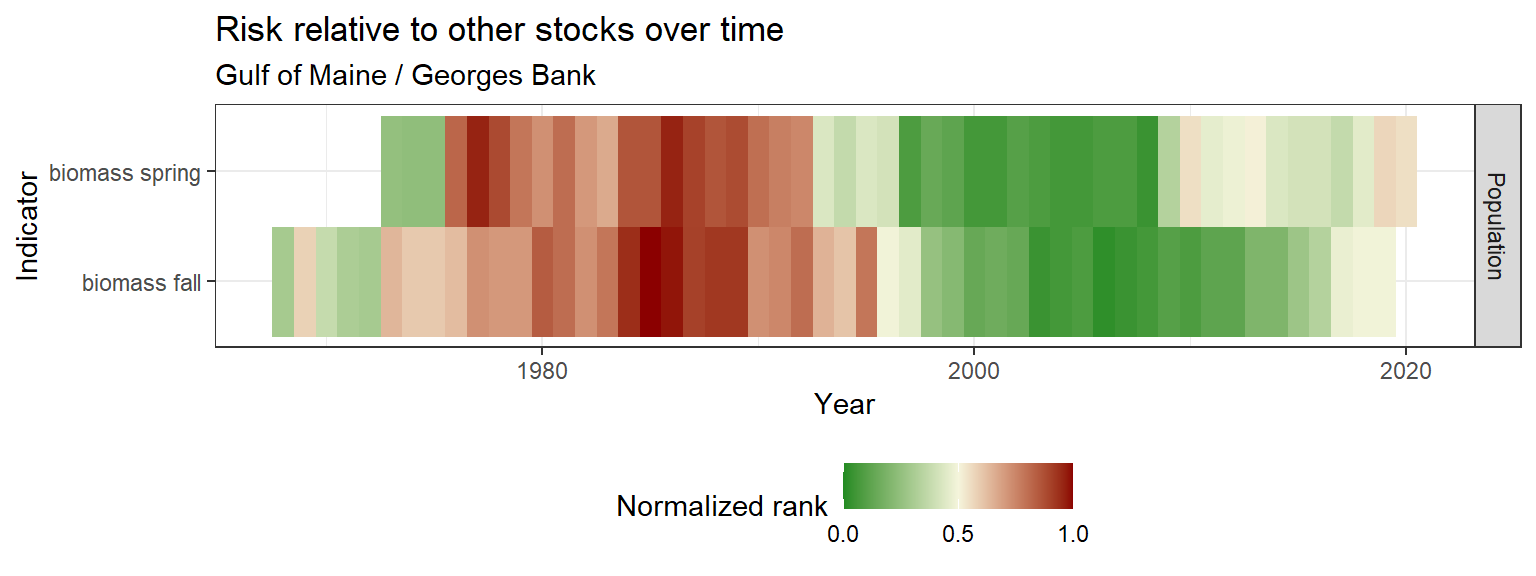 Risk relative to other stocks over time
Gulf of Maine / Georges Bank
Indicator
biomass spring
biomass fall
Population
1980
2000
2020
Year
Normalized rank
0.0
0.5
1.0